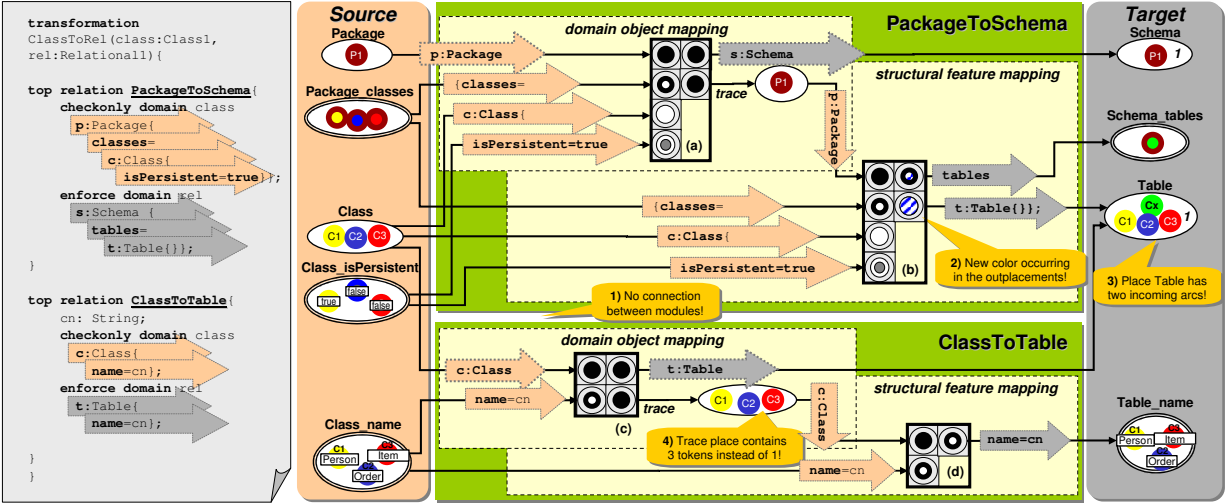 transformation
ClassToRel(class:Class1,
rel:Relational1){
top relation PackageToSchema{
checkonly domain class
p:Package{
classes=
c:Class{
isPersistent=true}};
enforce domain rel
s:Schema {
tables=
t:Table{}};
}
top relation ClassToTable{
cn: String;
checkonly domain class
c:Class{
name=cn};
enforce domain rel
t:Table{
name=cn};
}
}
Source
Package
P1
Package_classes
Class
C1 C2 C3
Class_isPersistent
true
false
false
Class_name
C1
Person
C2
Order
C3
Item
PackageToSchema
domain object mapping
p:Package
{classes=
c:Class{
isPersistent=true
(a)
s:Schema
trace
P1
p:Package
structural feature mapping
{classes=
c:Class{
isPersistent=true
(b)
tables
t:Table{}};
2) New color occurring
in the outplacements!
1) No connection
between modules!
ClassToTable
domain object mapping
c:Class
name=cn
(c)
t:Table
trace
C1 C2 C3
c:Class
4) Trace place contains
3 tokens instead of 1!
structural feature mapping
name=cn
(d)
name=cn
Target
Schema
P1 1
Schema_tables
Table
Cx
C1 C2 C3 1
3) Place Table has
two incoming arcs!
Table_name
C1
Person
C2
Order
C3
Item